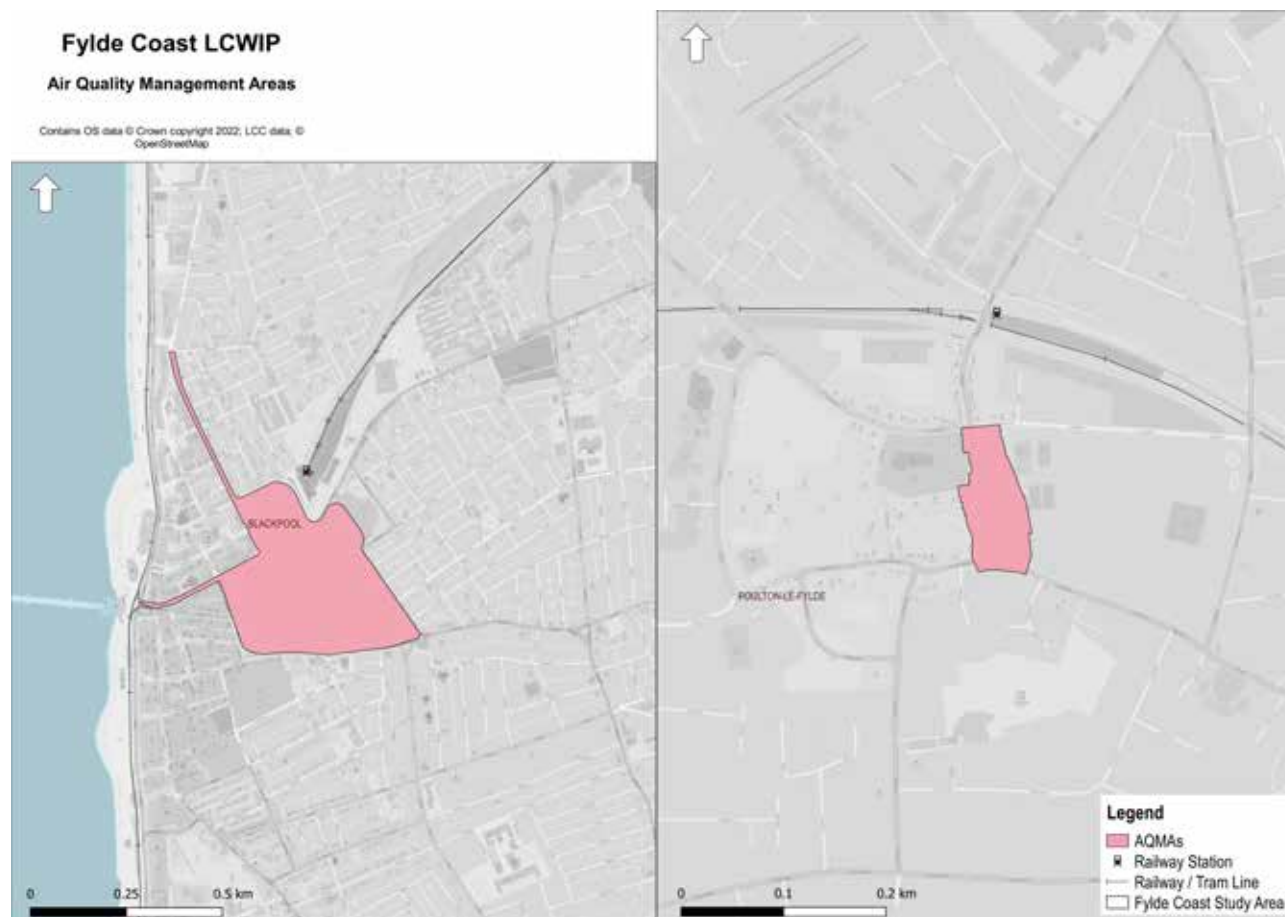 Fylde Coast LCWIP
Air Quality Management Areas
Contains OS data © Crown copyright 2022, LCC data, ©
OpenStreetMap
BLACKPOOL
0 0.25 0.5 km
POULTON-LE-FYLDE
0 0.1 0.2 km
Legend
AQMAs
Railway Station
Railway / Tram Line
Fylde Coast Study Area